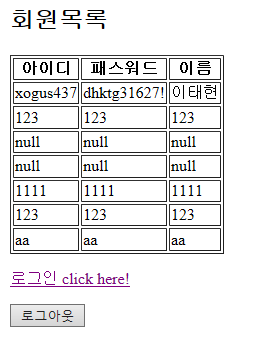 회원목록
아이디 패스워드 이름
xogus437 dhktg31627! 이태현
123 123 123
null null null
null null null
1111 1111 1111
123 123 123
aa aa aa
로그인 click here!
로그아웃